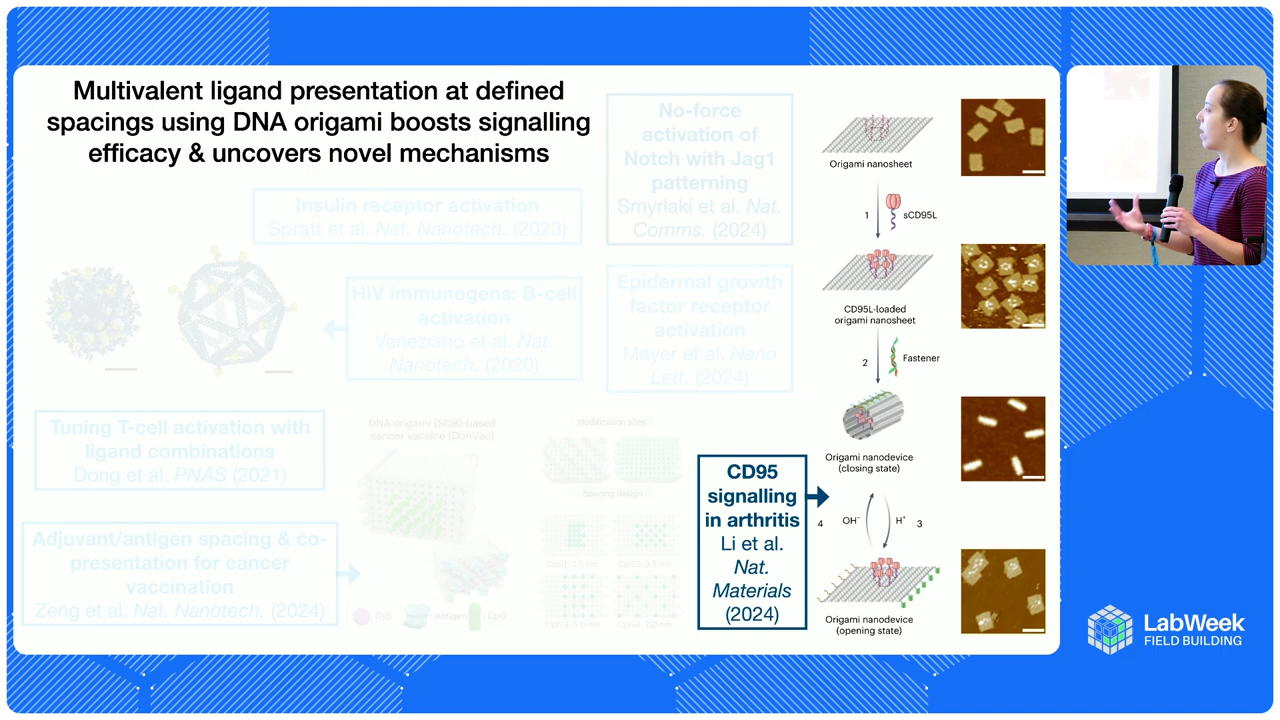 Multivalent ligand presentation at defined
spacings using DNA origami boosts signalling
efficacy & uncovers novel mechanisms
Insulin receptor activation
Spratt et al. Nat. Nanotech. (2023)
HIV immunogens: B-cell
activation
Veneziano et al. Nat.
Nanotech. (2020)
No-force
activation of
Notch with Jag1
patterning
Smyrlaki et al. Nat.
Comms. (2024)
Epidermal growth
factor receptor
activation
Mayer et al. Nano
Lett. (2024)
Tuning T-cell activation with
ligand combinations
Dong et al. PNAS (2021)
Adjuvant/antigen spacing & co-
presentation for cancer
vaccination
Zeng et al. Nat. Nanotech. (2024)
DNA origami (SQB)-based
cancer vaccine (DoriVac)
Cy5
Antigen
CpG
Modification sites
Spacing design
CpG1: 2.5 nm
CpG2: 3.5 nm
CpG3: 5.0 nm
CpG4: 7.0 nm
CD95
signalling
in arthritis
Li et al.
Nat.
Materials
(2024)
Origami nanosheet
1
sCD95L
CD95L-loaded
origami nanosheet
2
Fastener
Origami nanodevice
(closing state)
4
OH⁻
H⁺
3
Origami nanodevice
(opening state)
LabWeek
FIELD BUILDING